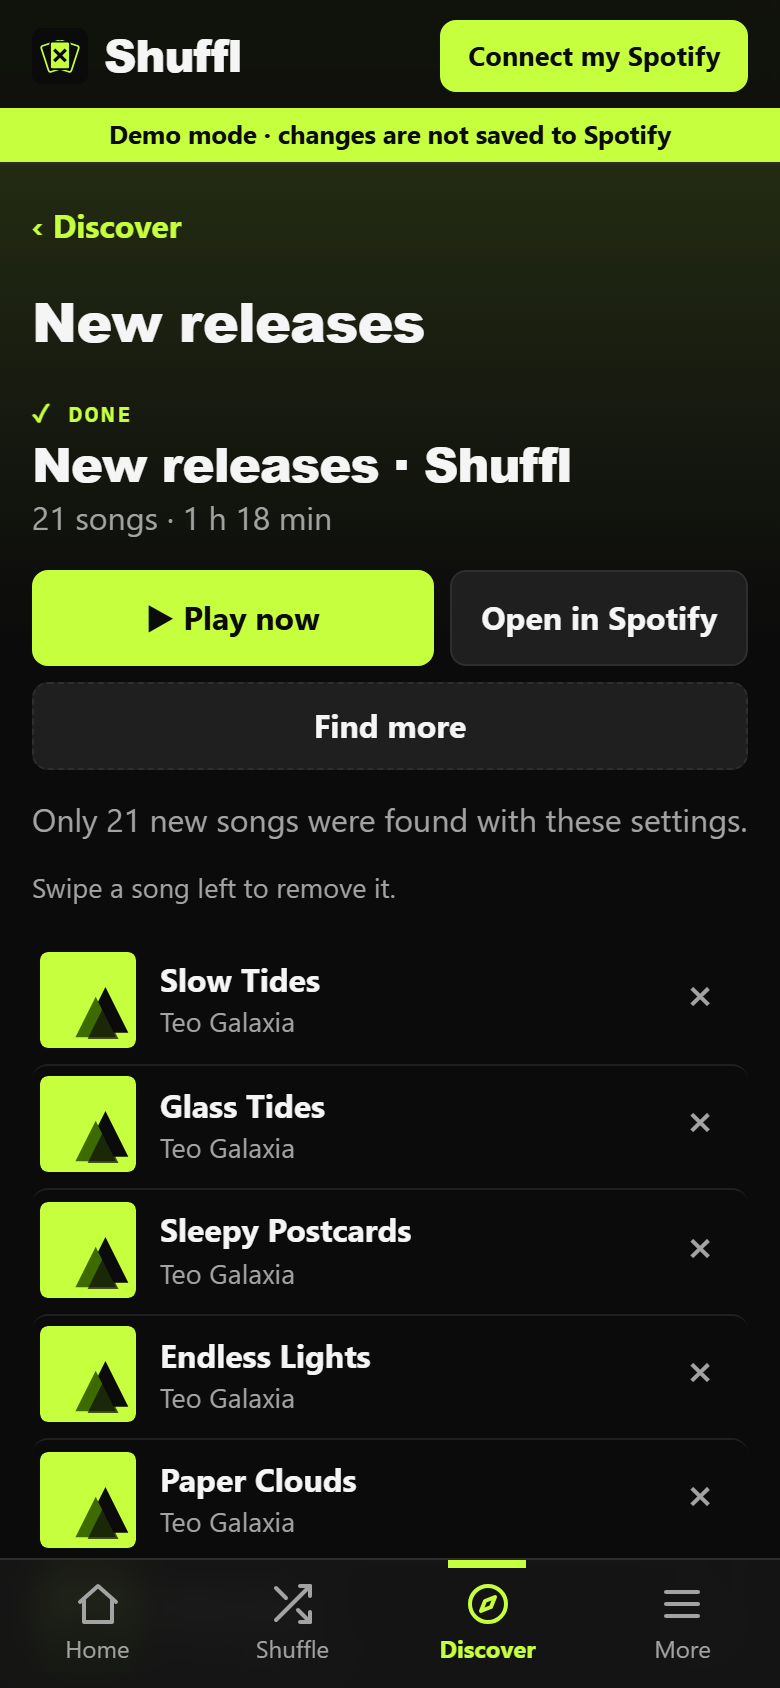 Shuffl
Connect my Spotify
Demo mode · changes are not saved to Spotify
‹ Discover
New releases
✓ DONE
New releases · Shuffl
21 songs · 1 h 18 min
▶ Play now
Open in Spotify
Find more
Only 21 new songs were found with these settings.
Swipe a song left to remove it.
Slow Tides
Teo Galaxia
✕
Glass Tides
Teo Galaxia
✕
Sleepy Postcards
Teo Galaxia
✕
Endless Lights
Teo Galaxia
✕
Paper Clouds
Teo Galaxia
✕
Home
Shuffle
Discover
More